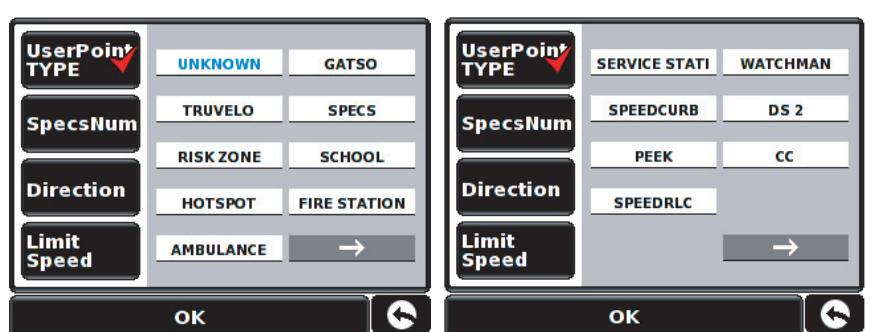 UserPoint
TYPE
SpecsNum
Direction
Limit
Speed
UNKNOWN GATSO
TRUVELO SPECS
RISK ZONE SCHOOL
HOTSPOT FIRE STATION
AMBULANCE →
OK
UserPoint
TYPE
SpecsNum
Direction
Limit
Speed
SERVICE STATI WATCHMAN
SPEEDCURB DS 2
PEEK CC
SPEEDRLC
→
OK